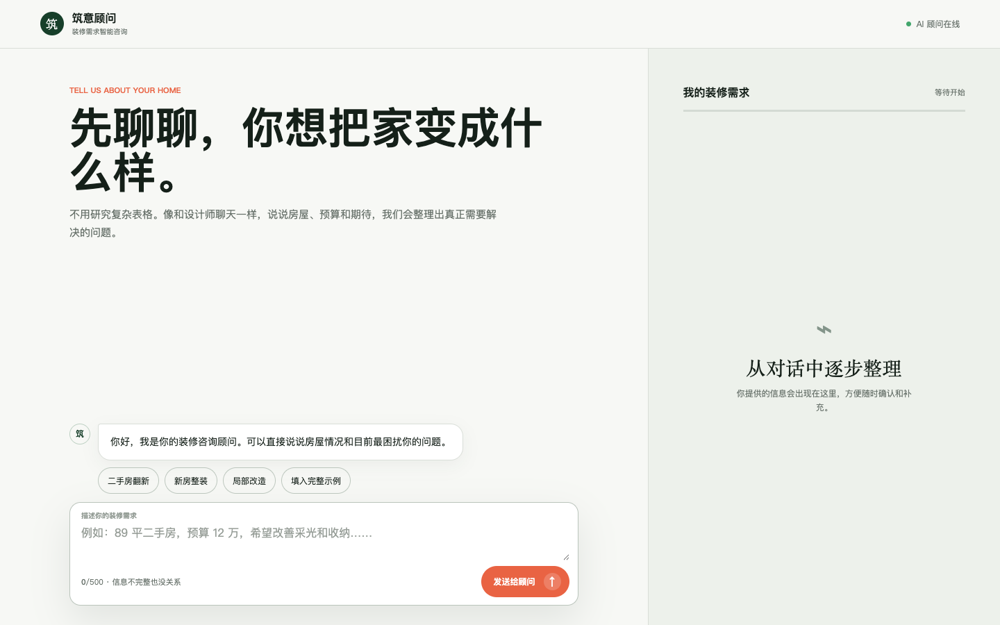 筑
筑意顾问
装修需求智能咨询
AI 顾问在线
TELL US ABOUT YOUR HOME
先聊聊，你想把家变成什
么样。
不用研究复杂表格。像和设计师聊天一样，说说房屋、预算和期待，我们会整理出真正需要解
决的问题。
筑
你好，我是你的装修咨询顾问。可以直接说说房屋情况和目前最困扰你的问题。
二手房翻新
新房整装
局部改造
填入完整示例
描述你的装修需求
例如：89 平二手房，预算 12 万，希望改善采光和收纳……
0/500 · 信息不完整也没关系
发送给顾问 ↑
我的装修需求
等待开始
从对话中逐步整理
你提供的信息会出现在这里，方便随时确认和补
充。